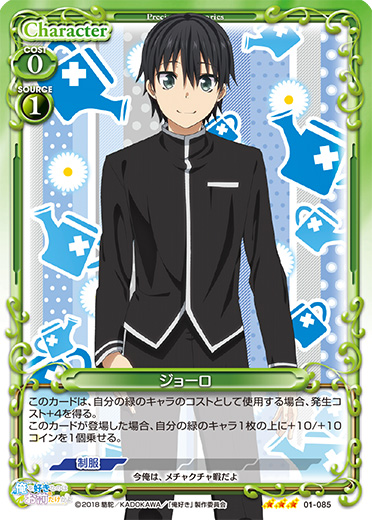 Precious Memories
Character
COST
0
SOURCE
1
ジョーロ
このカードは、自分の緑のキャラのコストとして使用する場合、発生コ
スト+4を得る。
このカードが登場した場合、自分の緑のキャラ1枚の上に+10/+10
コインを1個乗せる。
制服
今俺は、メチャクチャ暇だよ
©2018 駱駝/KADOKAWA/「俺好き」製作委員会
01-085